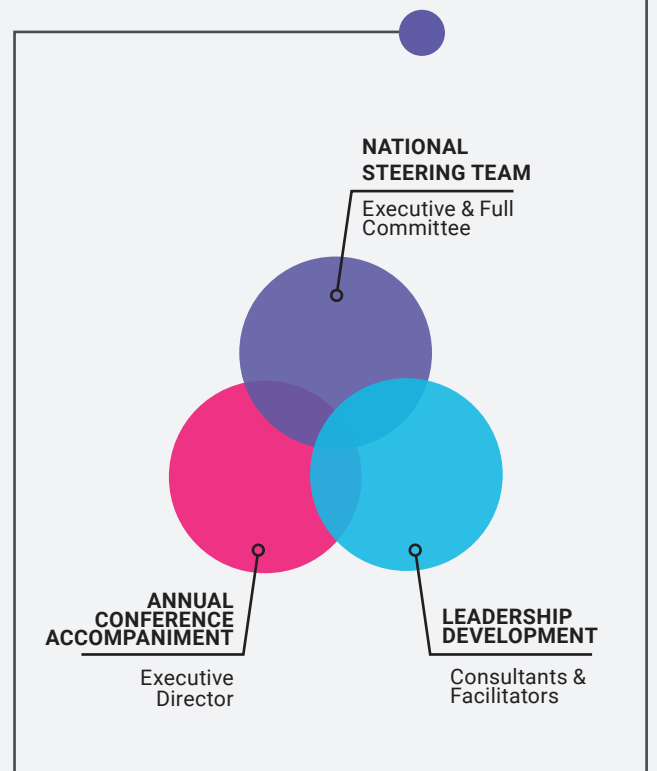 NATIONAL
STEERING TEAM
Executive & Full
Committee
ANNUAL
CONFERENCE
ACCOMPANIMENT
Executive
Director
LEADERSHIP
DEVELOPMENT
Consultants &
Facilitators